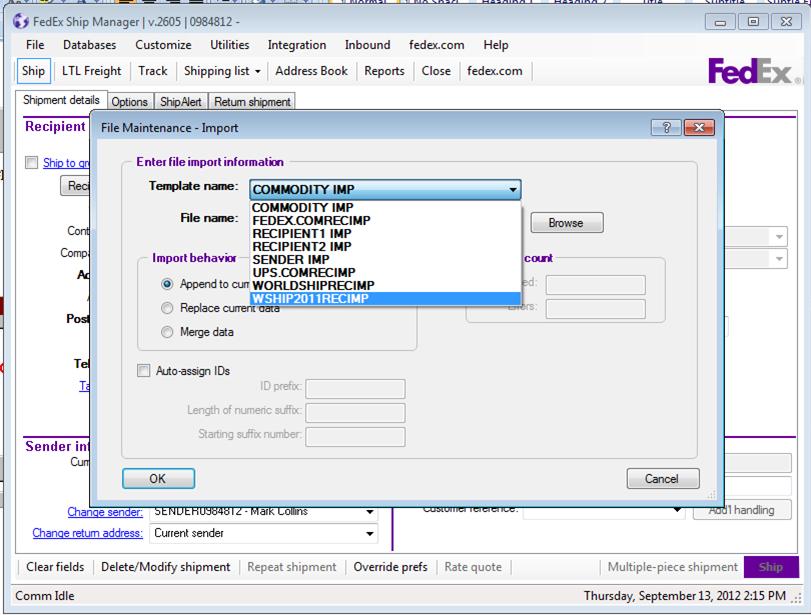 FedEx Ship Manager | v.2605 | 0984812 -
File Databases Customize Utilities Integration Inbound fedex.com Help
Ship LTL Freight Track Shipping list Address Book Reports Close fedex.com
FedEx
Shipment details Options ShipAlert Return shipment
Recipient
File Maintenance - Import
Ship to gr
Enter file import information
Template name: COMMODITY IMP
Reci
File name:
Browse
COMMODITY IMP
FEDEX.COMRECIMP
RECIPIENT1 IMP
RECIPIENT2 IMP
SENDER IMP
UPS.COMRECIMP
WORLDSHIPRECIMP
WSHIP2011RECIMP
Cont
Compa
Ac
Post
Tel
Ta
Import behavior
count
Append to curr
ed:
Replace current data
Errors:
Merge data
Auto-assign IDs
ID prefix:
Length of numeric suffix:
Starting suffix number:
Sender inf
Curr
OK Cancel
Change sender: SENDER0984812 - Mark Collins
Customer reference:
Add'l handling
Change return address: Current sender
Clear fields Delete/Modify shipment Repeat shipment Override prefs Rate quote Multiple-piece shipment Ship
Comm Idle Thursday, September 13, 2012 2:15 PM